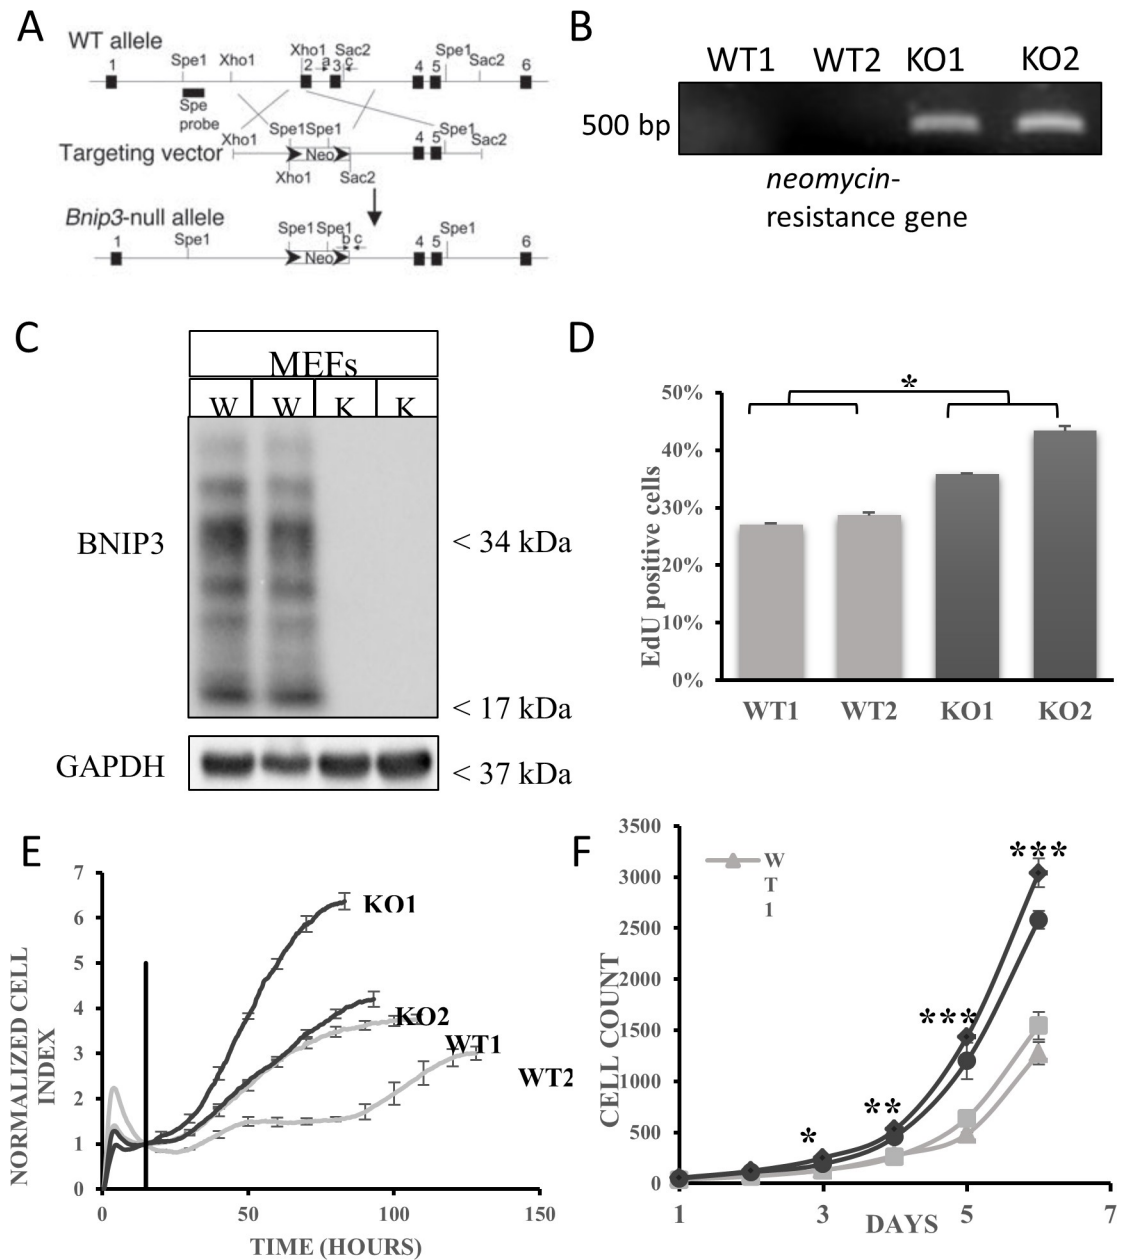 A
WT allele
1
Spe1
Xho1
Xho1
2
a
3
Sac2
c
4
5
Spe1
Sac2
6
Spe
probe
Xho1
Spe1
Spe1
Spe1
Sac2
Targeting vector
Neo
4
5
Xho1
Sac2
Bnip3-null allele
1
Spe1
Spe1
Spe1
b
c
Neo
4
5
Spe1
6
B
WT1
WT2
KO1
KO2
500 bp
neomycin-
resistance gene
C
MEFs
W
W
K
K
BNIP3
< 34 kDa
< 17 kDa
GAPDH
< 37 kDa
D
EdU positive cells
50%
40%
30%
20%
10%
0%
*
WT1
WT2
KO1
KO2
E
NORMALIZED CELL
INDEX
7
6
5
4
3
2
1
0
KO1
KO2
WT1
WT2
0
50
100
150
TIME (HOURS)
F
CELL COUNT
3500
3000
2500
2000
1500
1000
500
0
W
T
1
*
**
***
***
1
3
5
7
DAYS